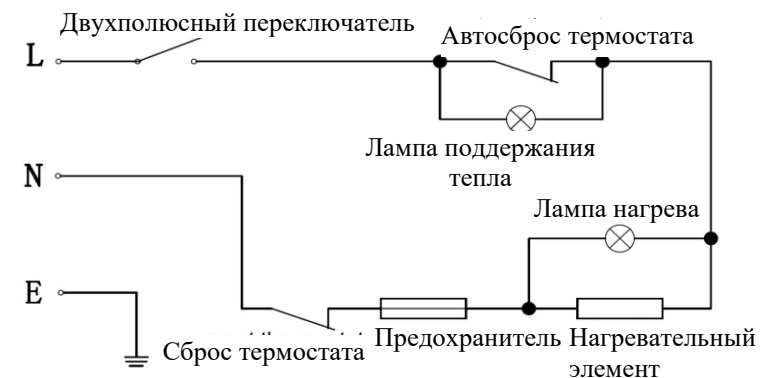 Двухполюсный переключатель
Автосброс термостата
L
Лампа поддержания
тепла
N
Лампа нагрева
E
Сброс термостата
Предохранитель
Нагревательный
элемент